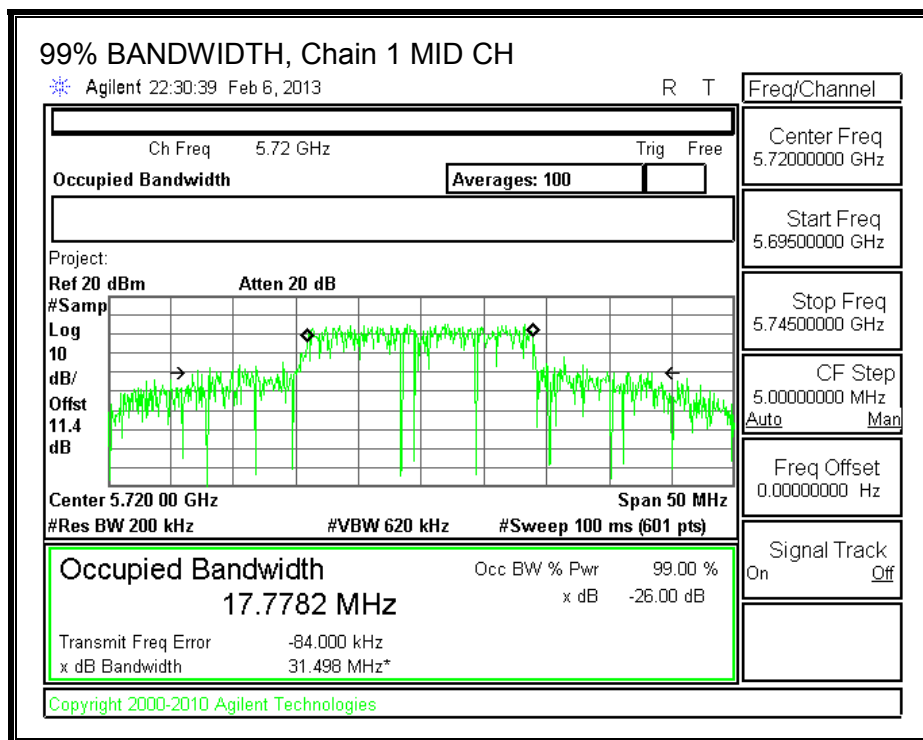 99% BANDWIDTH, Chain 1 MID CH
Agilent 22:30:39 Feb 6, 2013 R T
Freq/Channel
Ch Freq 5.72 GHz Trig Free
Occupied Bandwidth Averages: 100
Project:
Ref 20 dBm Atten 20 dB
#Samp
Log
10
dB/
Offst
11.4
dB
Center 5.720 00 GHz Span 50 MHz
#Res BW 200 kHz #VBW 620 kHz #Sweep 100 ms (601 pts)
Occupied Bandwidth Occ BW % Pwr 99.00 %
17.7782 MHz x dB -26.00 dB
Transmit Freq Error -84.000 kHz
x dB Bandwidth 31.498 MHz*
Copyright 2000-2010 Agilent Technologies
Center Freq
5.72000000 GHz
Start Freq
5.69500000 GHz
Stop Freq
5.74500000 GHz
CF Step
5.00000000 MHz
Auto Man
Freq Offset
0.00000000 Hz
Signal Track
On Off